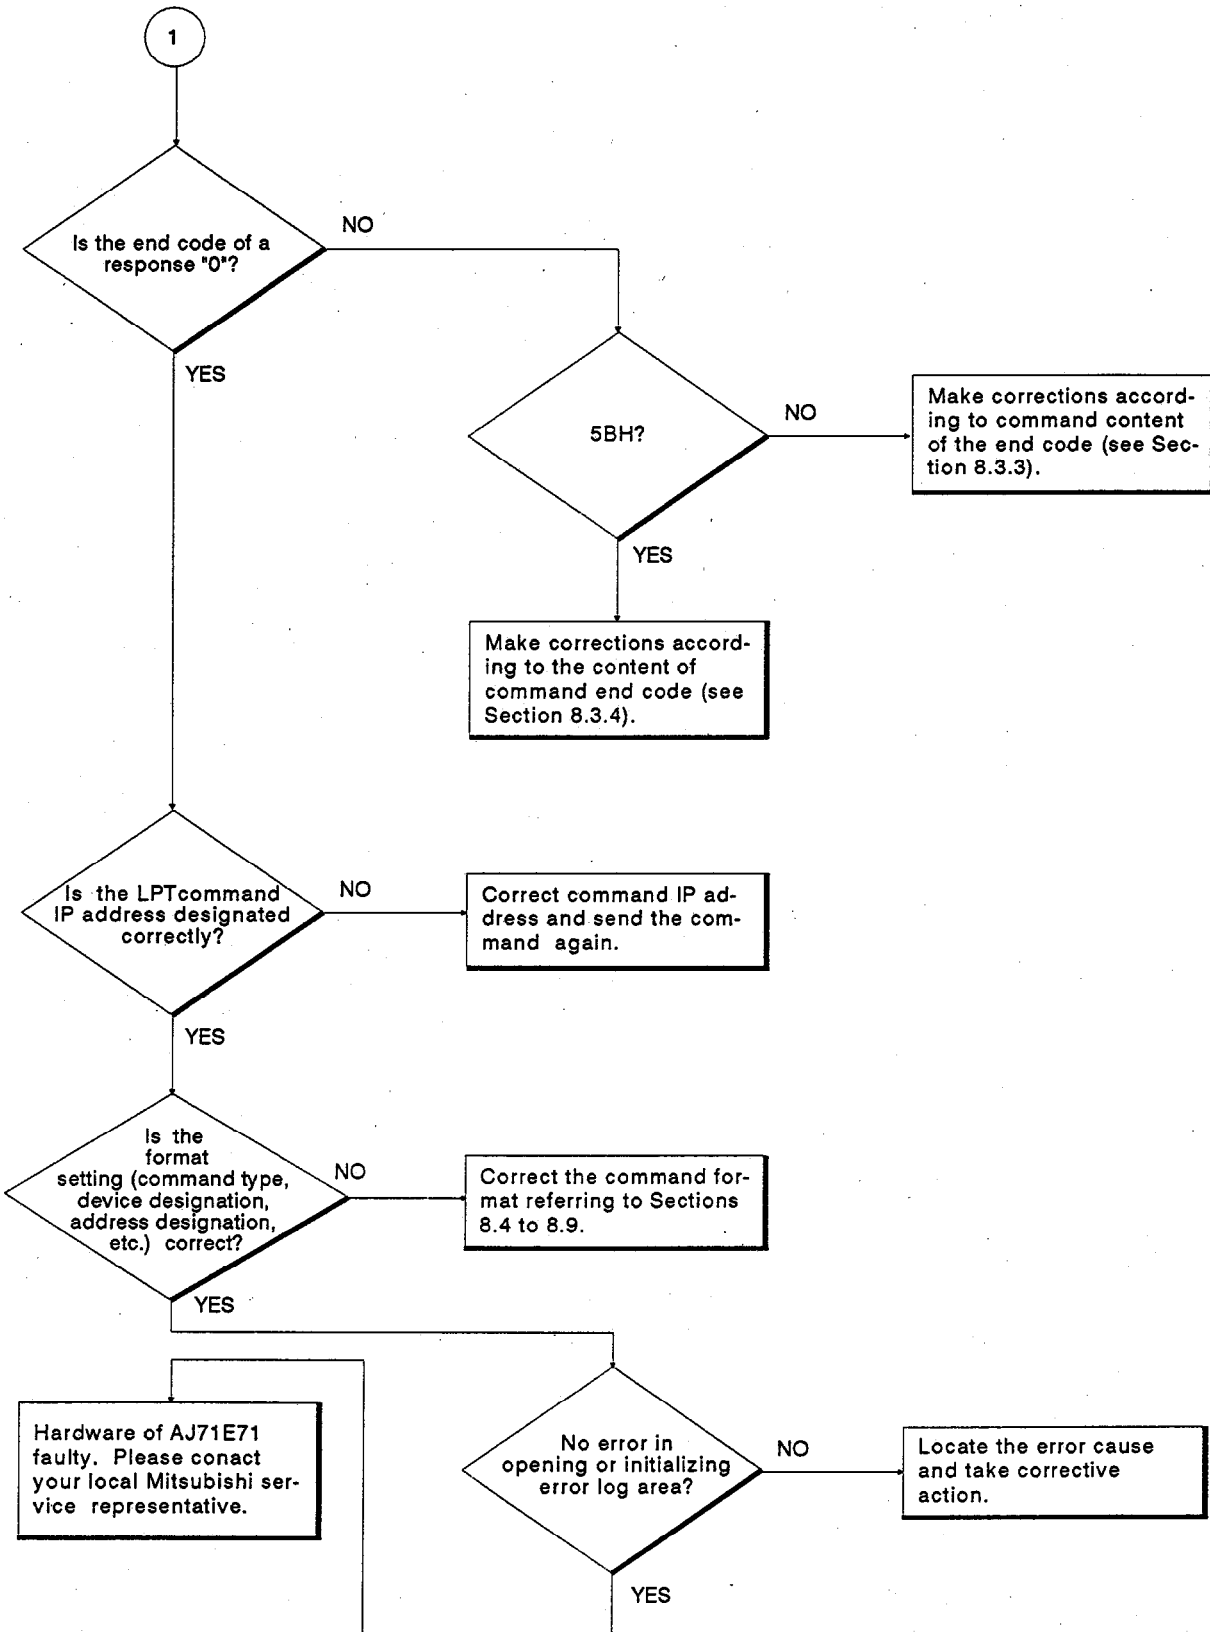 1
Is the end code of a
response "0"?
NO
YES
5BH?
NO
Make corrections accord-
ing to command content
of the end code (see Sec-
tion 8.3.3).
YES
Make corrections accord-
ing to the content of
command end code (see
Section 8.3.4).
Is the LPTcommand
IP address designated
correctly?
NO
Correct command IP ad-
dress and send the com-
mand again.
YES
Is the
format
setting (command type,
device designation,
address designation,
etc.) correct?
NO
Correct the command for-
mat referring to Sections
8.4 to 8.9.
YES
Hardware of AJ71E71
faulty. Please conact
your local Mitsubishi ser-
vice representative.
No error in
opening or initializing
error log area?
NO
Locate the error cause
and take corrective
action.
YES